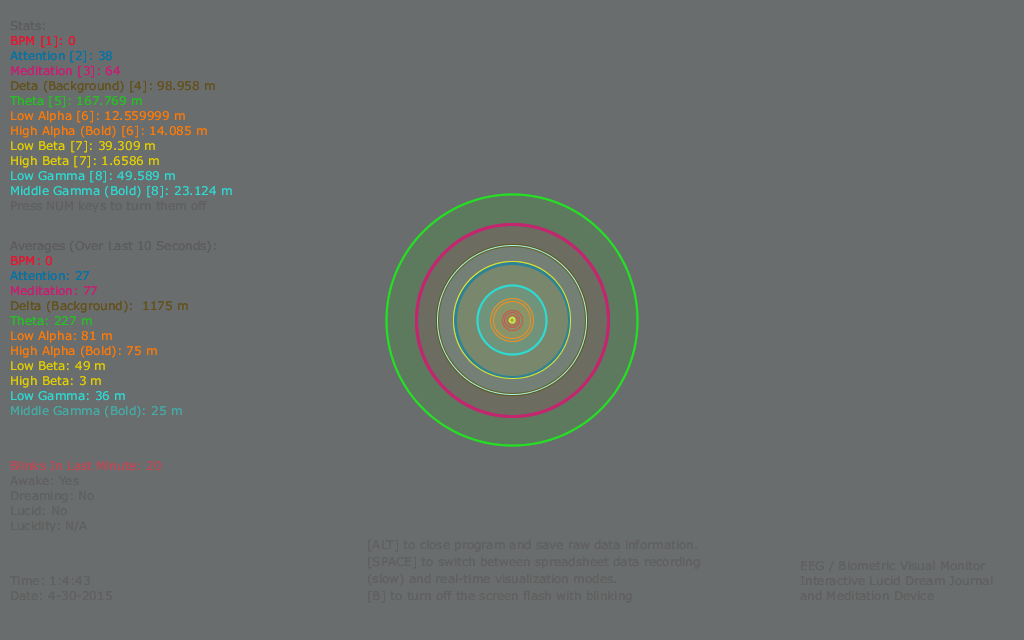 Stats:
BPM [1]: 0
Attention [2]: 38
Meditation [3]: 64
Deta (Background) [4]: 98.958 m
Theta [5]: 167.769 m
Low Alpha [6]: 12.559999 m
High Alpha (Bold) [6]: 14.085 m
Low Beta [7]: 39.309 m
High Beta [7]: 1.6586 m
Low Gamma [8]: 49.589 m
Middle Gamma (Bold) [8]: 23.124 m
Press NUM keys to turn them off
Averages (Over Last 10 Seconds):
BPM: 0
Attention: 27
Meditation: 77
Delta (Background): 1175 m
Theta: 227 m
Low Alpha: 81 m
High Alpha (Bold): 75 m
Low Beta: 49 m
High Beta: 3 m
Low Gamma: 36 m
Middle Gamma (Bold): 25 m
Awake: Yes
Dreaming: No
Lucid: No
Lucidity: N/A
Time: 1:4:43
Date: 4-30-2015
[ALT] to close program and save raw data information.
[SPACE] to switch between spreadsheet data recording
(slow) and real-time visualization modes.
[B] to turn off the screen flash with blinking
EEG / Biometric Visual Monitor
Interactive Lucid Dream Journal
and Meditation Device